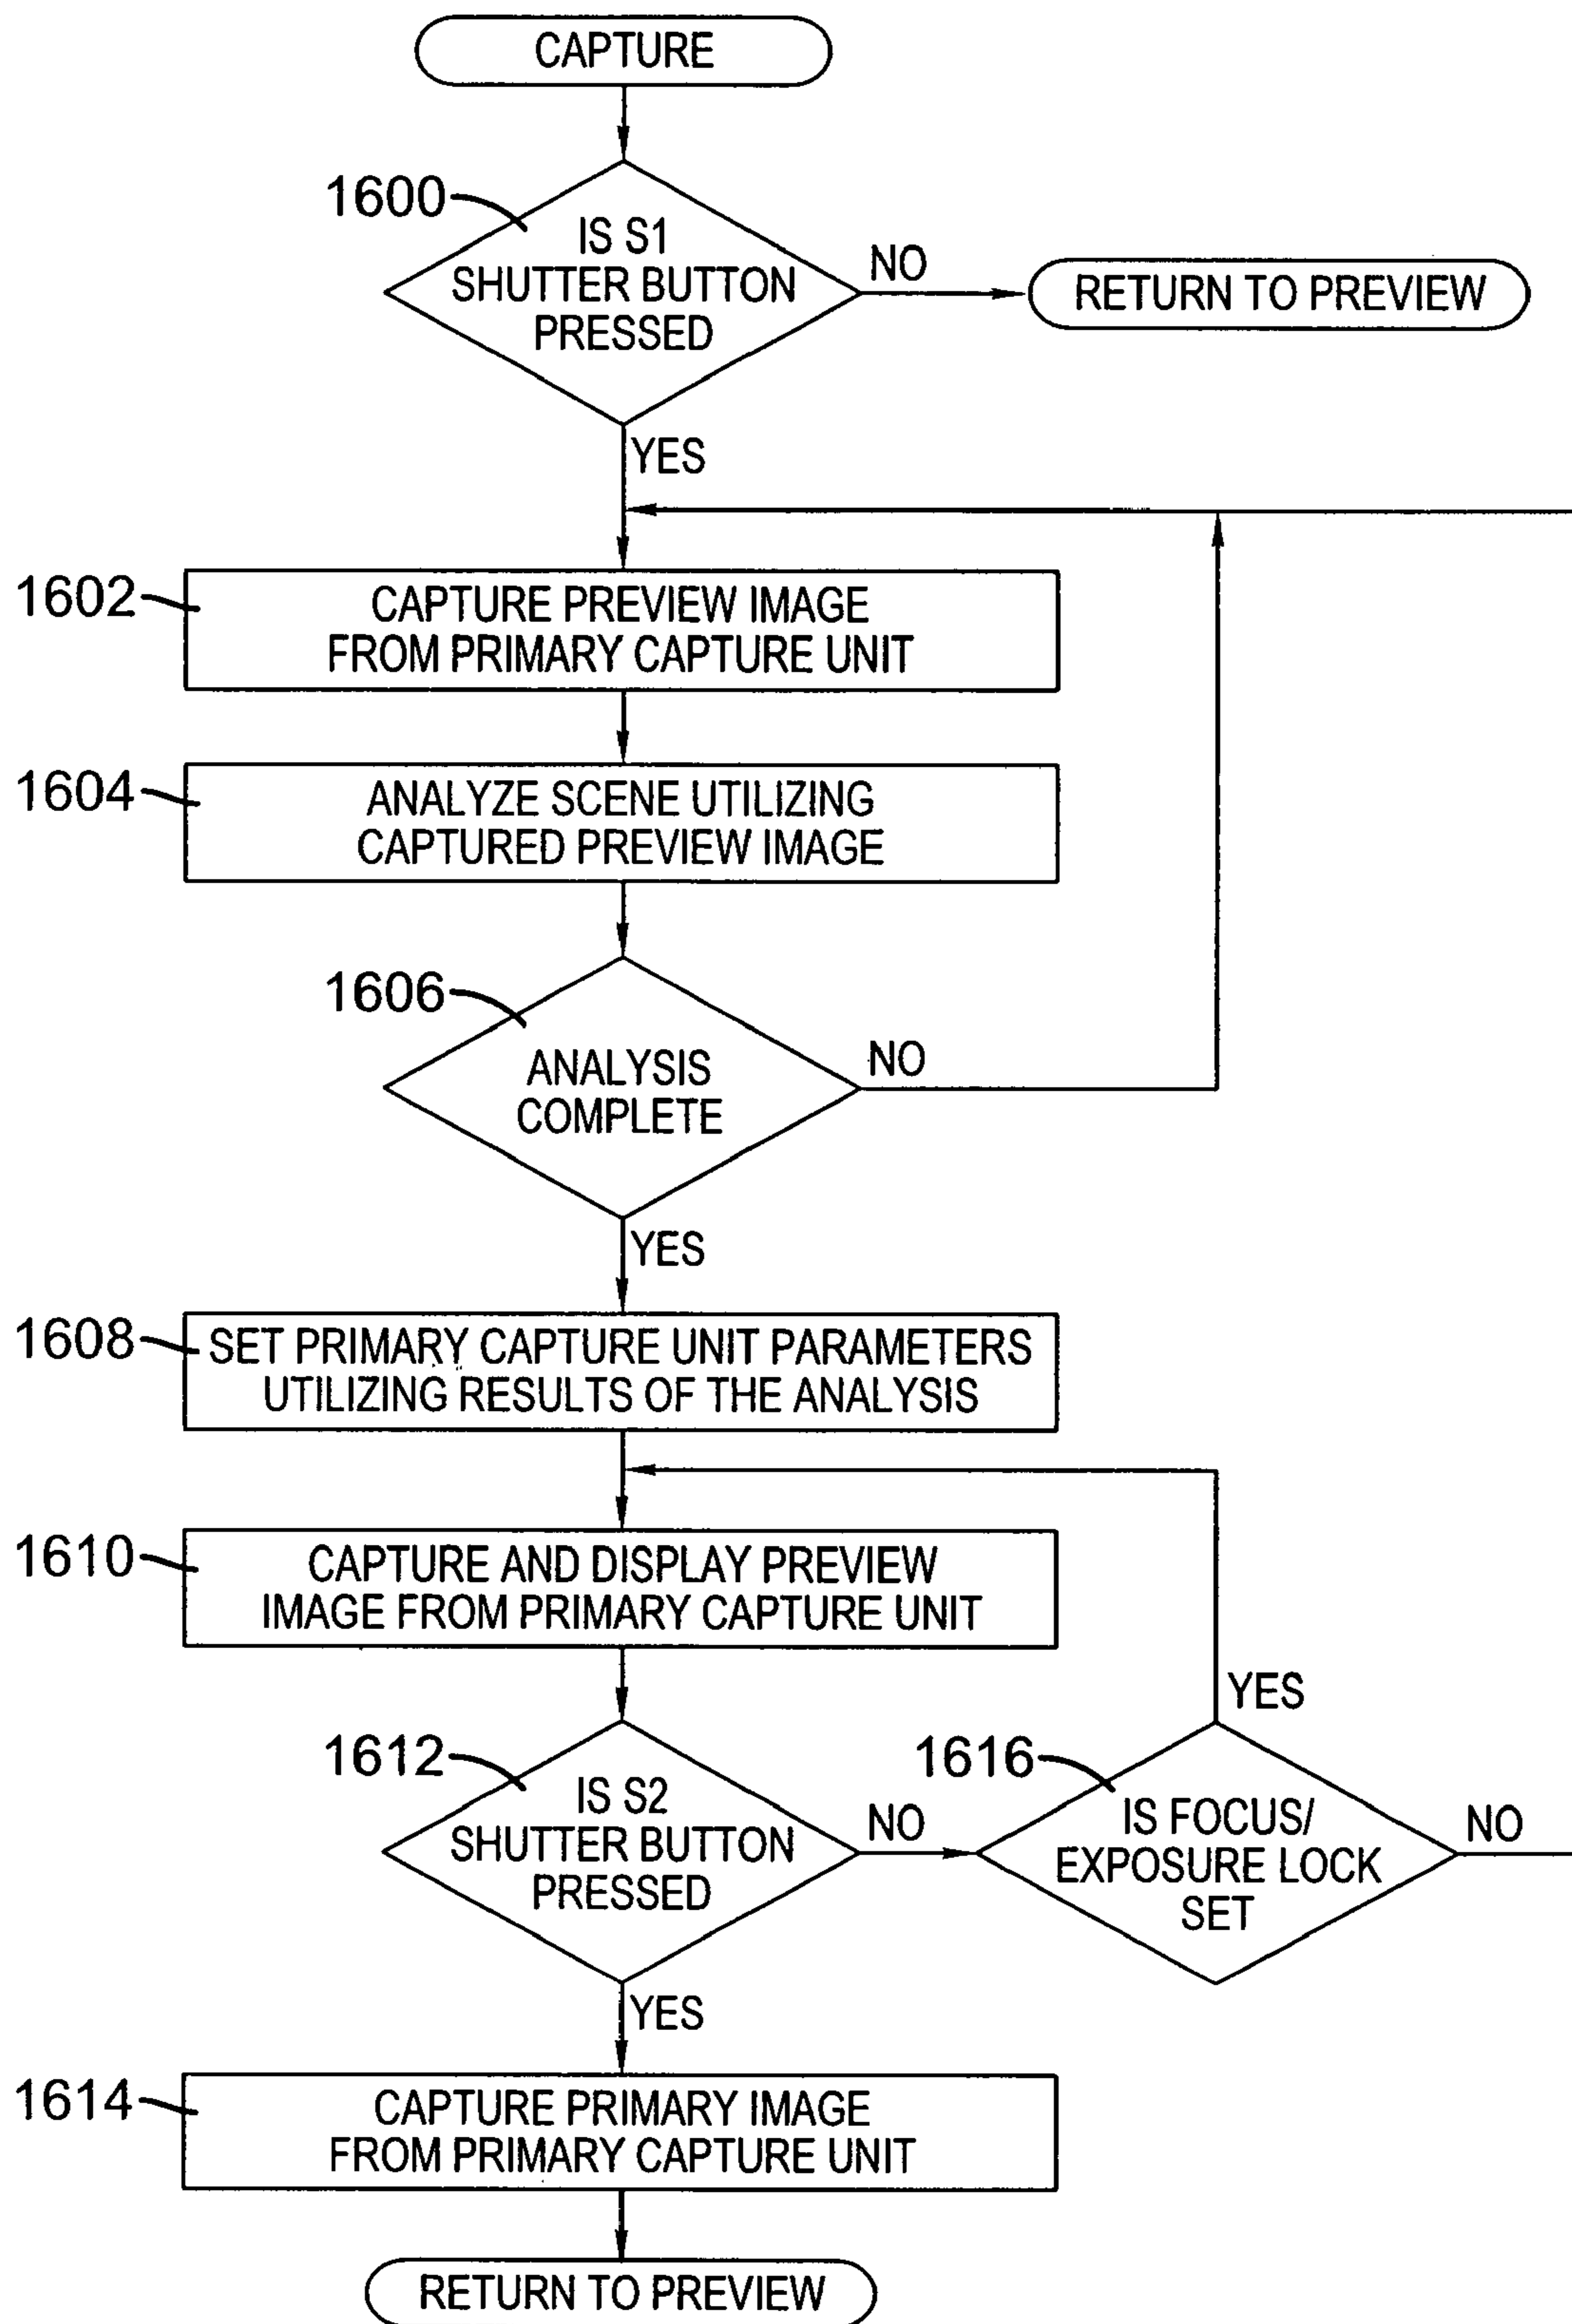 CAPTURE
1600
IS S1
SHUTTER BUTTON
PRESSED
NO
RETURN TO PREVIEW
YES
1602
CAPTURE PREVIEW IMAGE
FROM PRIMARY CAPTURE UNIT
1604
ANALYZE SCENE UTILIZING
CAPTURED PREVIEW IMAGE
1606
ANALYSIS
COMPLETE
NO
YES
1608
SET PRIMARY CAPTURE UNIT PARAMETERS
UTILIZING RESULTS OF THE ANALYSIS
1610
CAPTURE AND DISPLAY PREVIEW
IMAGE FROM PRIMARY CAPTURE UNIT
1612
IS S2
SHUTTER BUTTON
PRESSED
NO
1616
IS FOCUS/
EXPOSURE LOCK
SET
YES
NO
YES
1614
CAPTURE PRIMARY IMAGE
FROM PRIMARY CAPTURE UNIT
RETURN TO PREVIEW